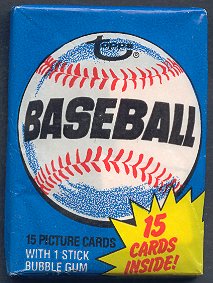 topps®
BASEBALL
15 PICTURE CARDS
WITH 1 STICK
BUBBLE GUM
15
CARDS
INSIDE!